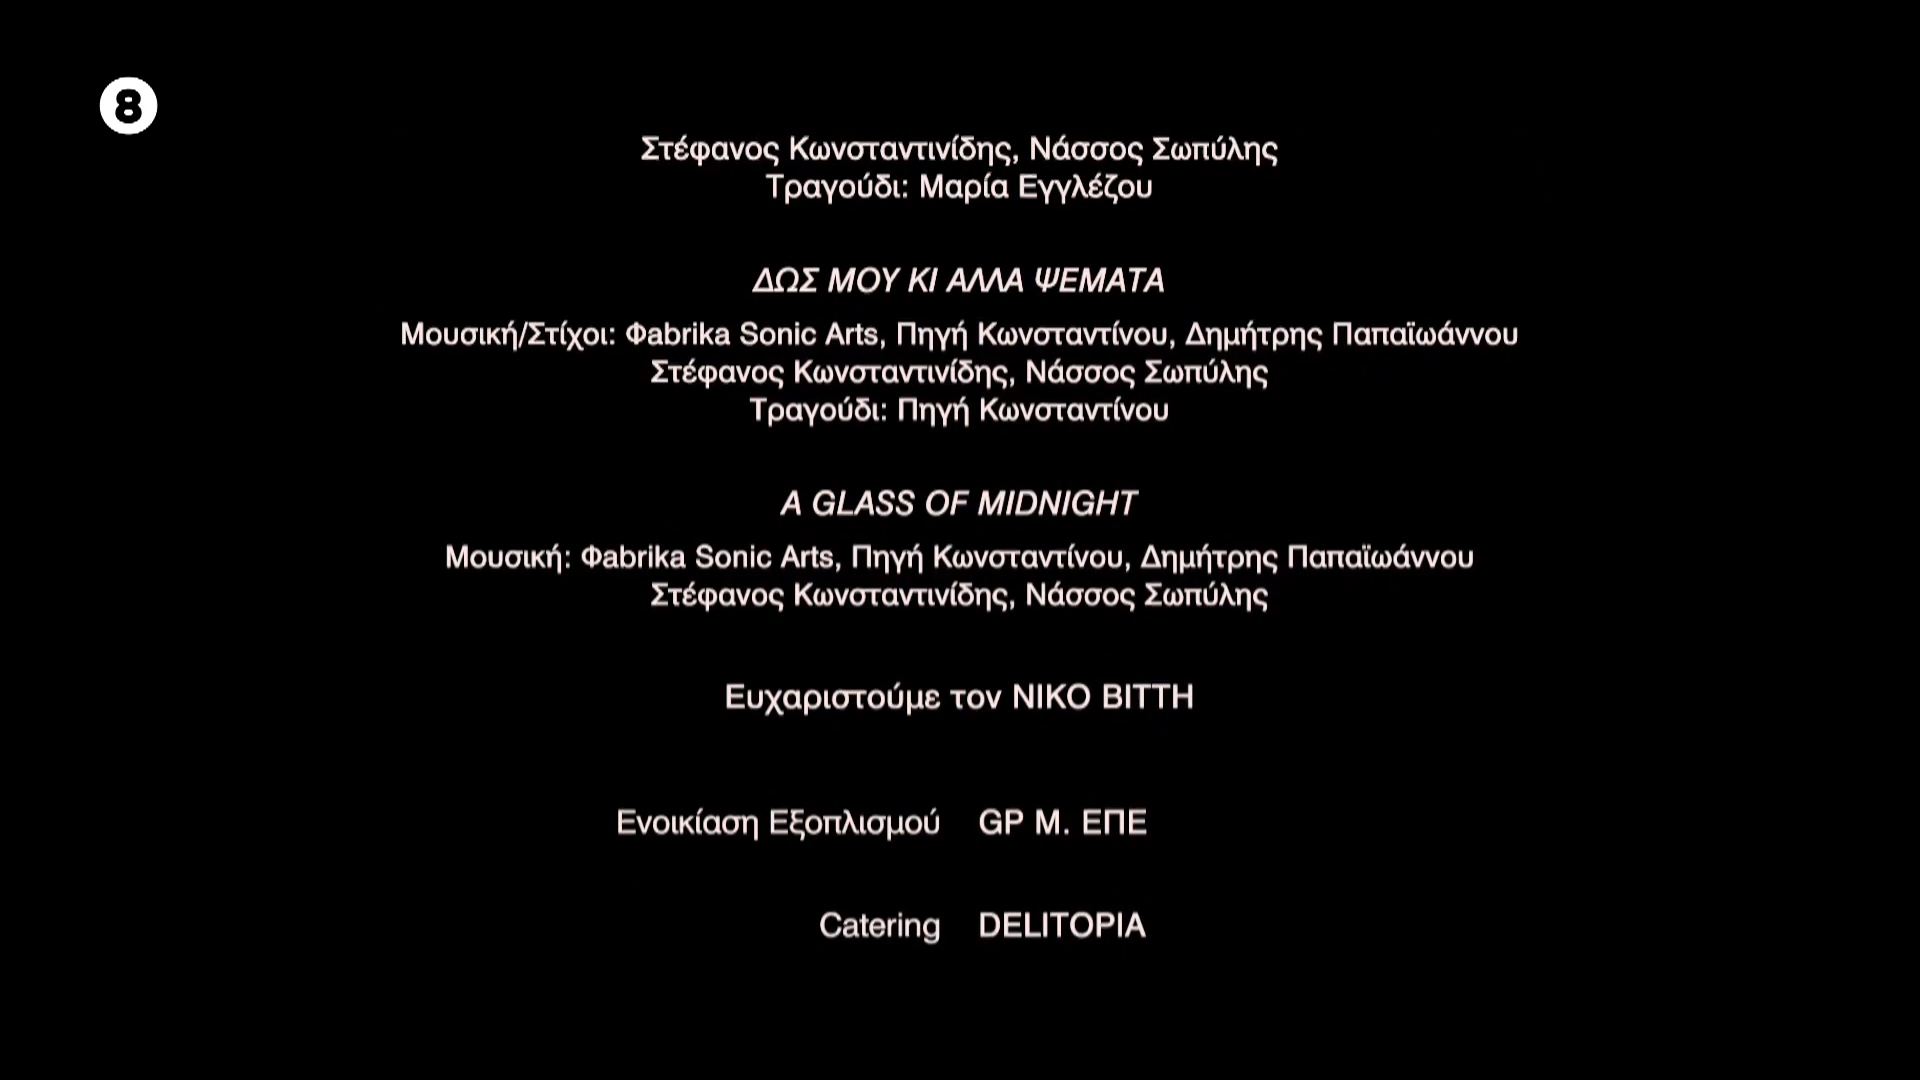 8
Στέφανος Κωνσταντινίδης, Νάσσος Σωπύλης
Τραγούδι: Μαρία Εγγλέζου
ΔΩΣ ΜΟΥ ΚΙ ΑΛΛΑ ΨΕΜΑΤΑ
Μουσική/Στίχοι: Φabrika Sonic Arts, Πηγή Κωνσταντίνου, Δημήτρης Παπαϊωάννου
Στέφανος Κωνσταντινίδης, Νάσσος Σωπύλης
Τραγούδι: Πηγή Κωνσταντίνου
A GLASS OF MIDNIGHT
Μουσική: Φabrika Sonic Arts, Πηγή Κωνσταντίνου, Δημήτρης Παπαϊωάννου
Στέφανος Κωνσταντινίδης, Νάσσος Σωπύλης
Ευχαριστούμε τον ΝΙΚΟ ΒΙΤΤΗ
Ενοικίαση Εξοπλισμού GP M. ΕΠΕ
Catering DELITOPIA